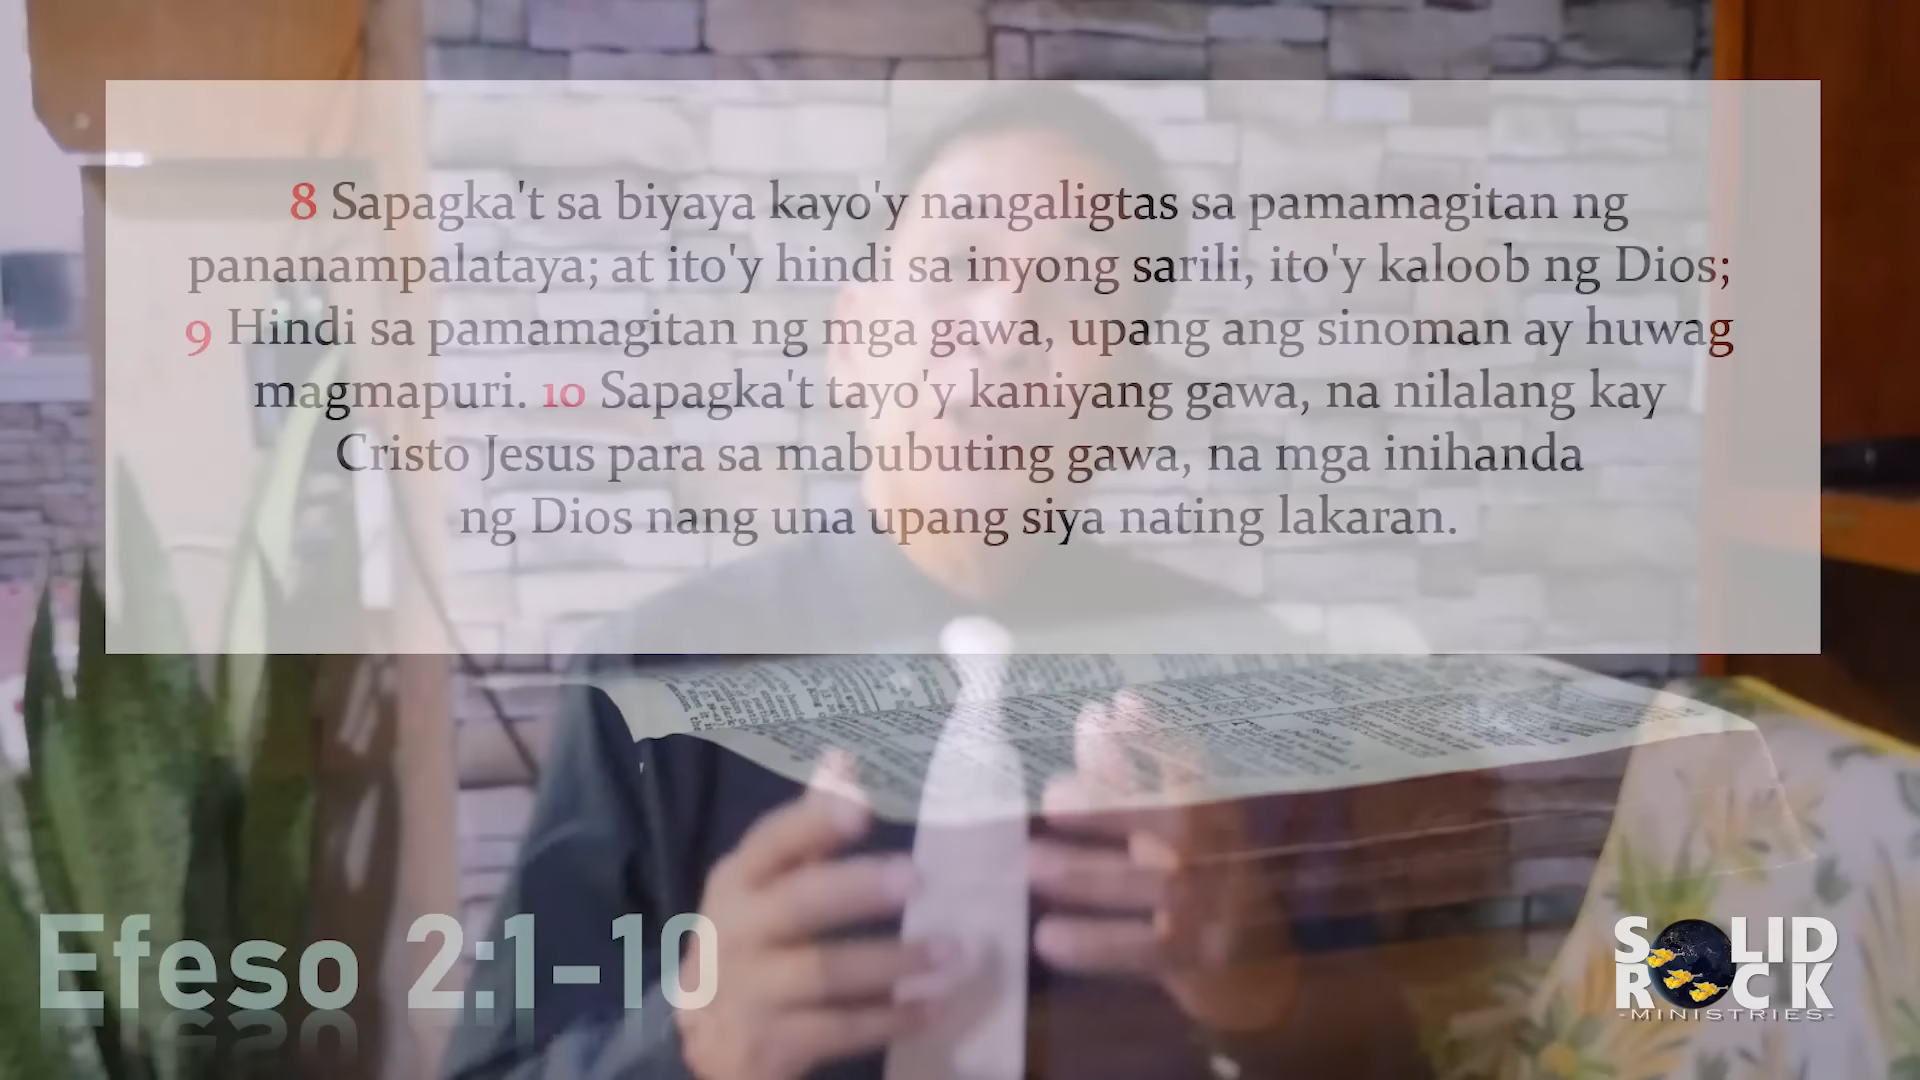 8 Sapagka't sa biyaya kayo'y nangaligtas sa pamamagitan ng
pananampalataya; at ito'y hindi sa inyong sarili, ito'y kaloob ng Dios;
9 Hindi sa pamamagitan ng mga gawa, upang ang sinoman ay huwag
magmapuri. 10 Sapagka't tayo'y kaniyang gawa, na nilalang kay
Cristo Jesus para sa mabubuting gawa, na mga inihanda
ng Dios nang una upang siya nating lakaran.
Efeso 2:1-10
SOLID
ROCK
-MINISTRIES-